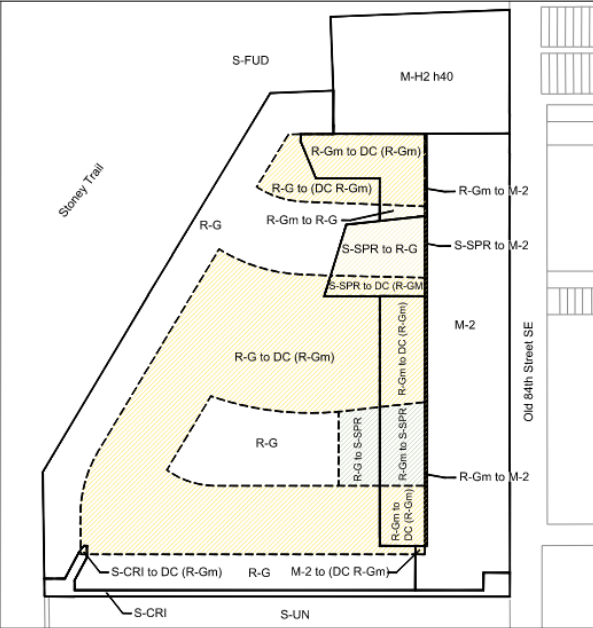 S-FUD
M-H2 h40
R-Gm to DC (R-Gm)
Stoney Trail
R-G to (DC R-Gm)
R-Gm to M-2
R-Gm to R-G
R-G
S-SPR to R-G
S-SPR to M-2
S-SPR to DC (R-GM
M-2
R-G to DC (R-Gm)
R-Gm to DC (R-Gm)
Old 84th Street SE
R-G
R-G to S-SPR
R-Gm to S-SPR
R-Gm to M-2
R-Gm to
DC (R-Gm)
S-CRI to DC (R-Gm)
R-G
M-2 to (DC R-Gm)
S-CRI
S-UN